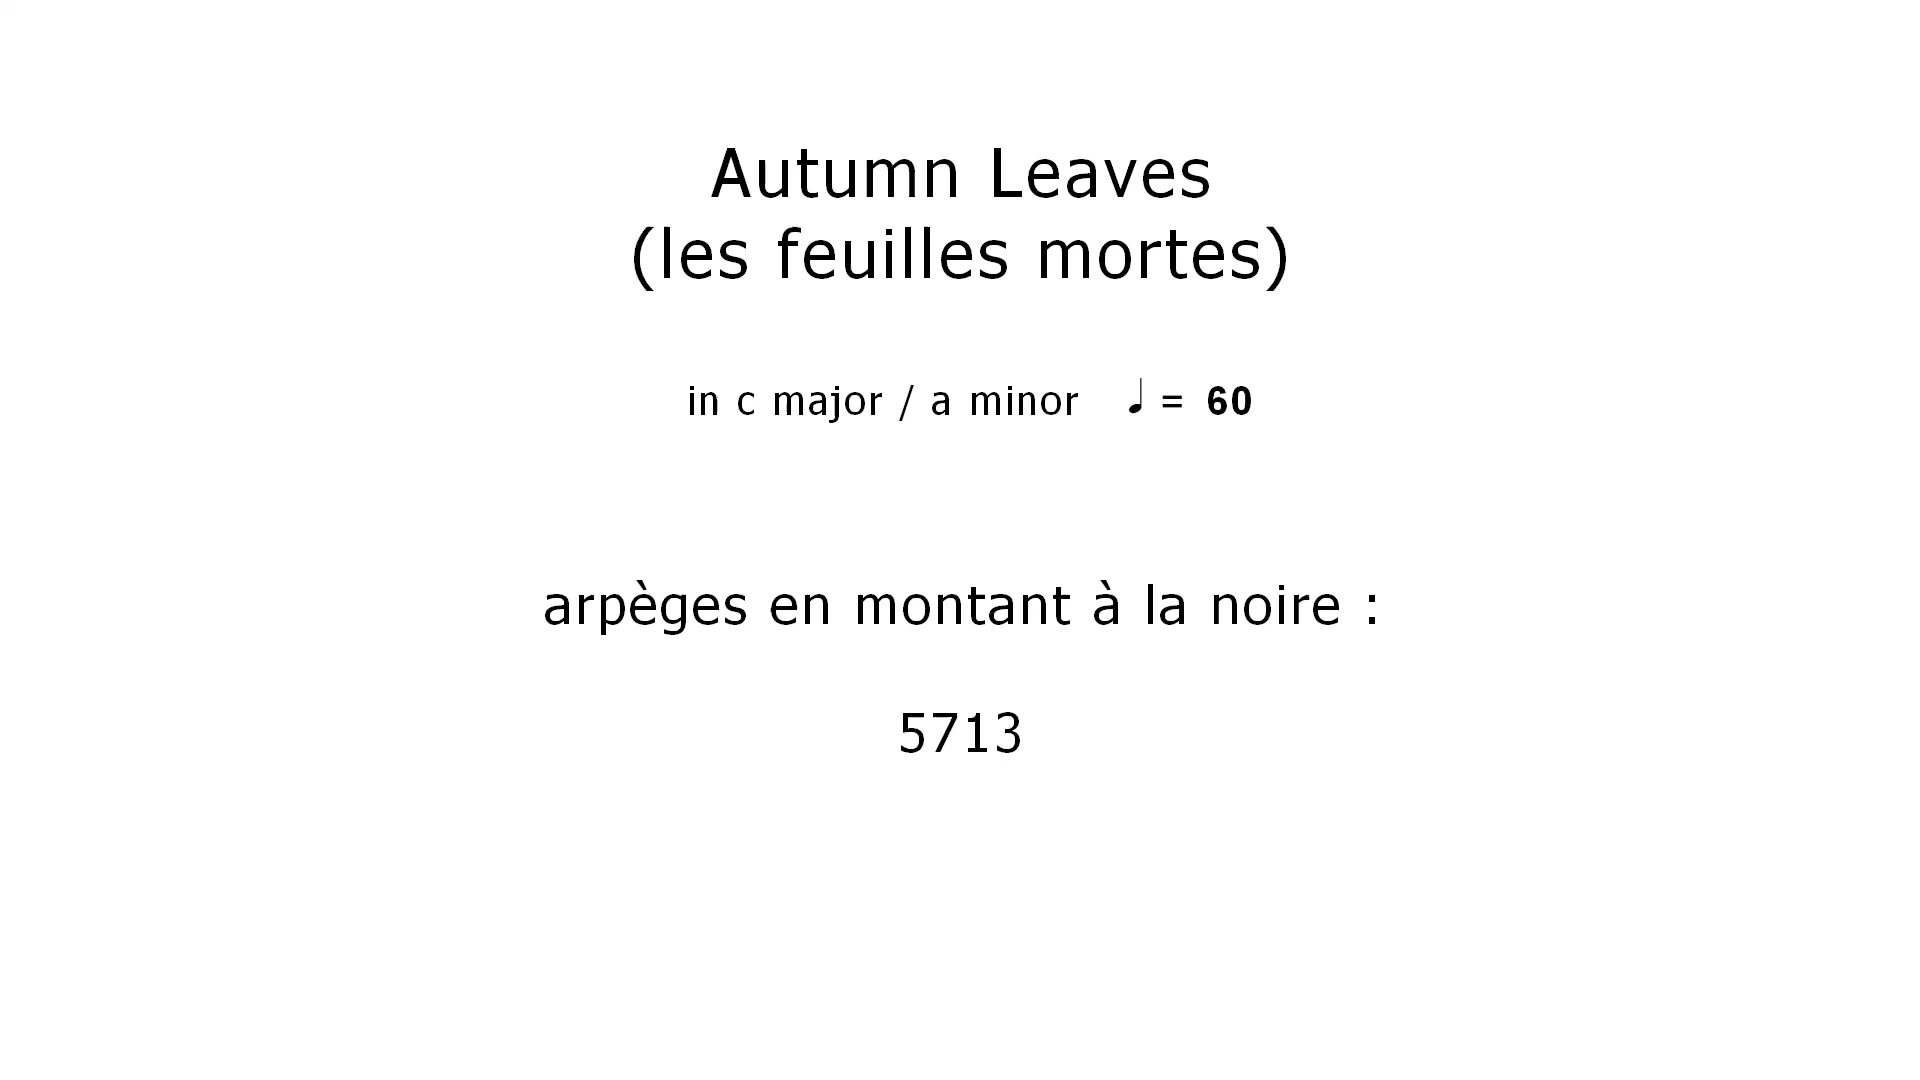 Autumn Leaves
(les feuilles mortes)
in c major / a minor ♩ = 60
arpèges en montant à la noire :
5713